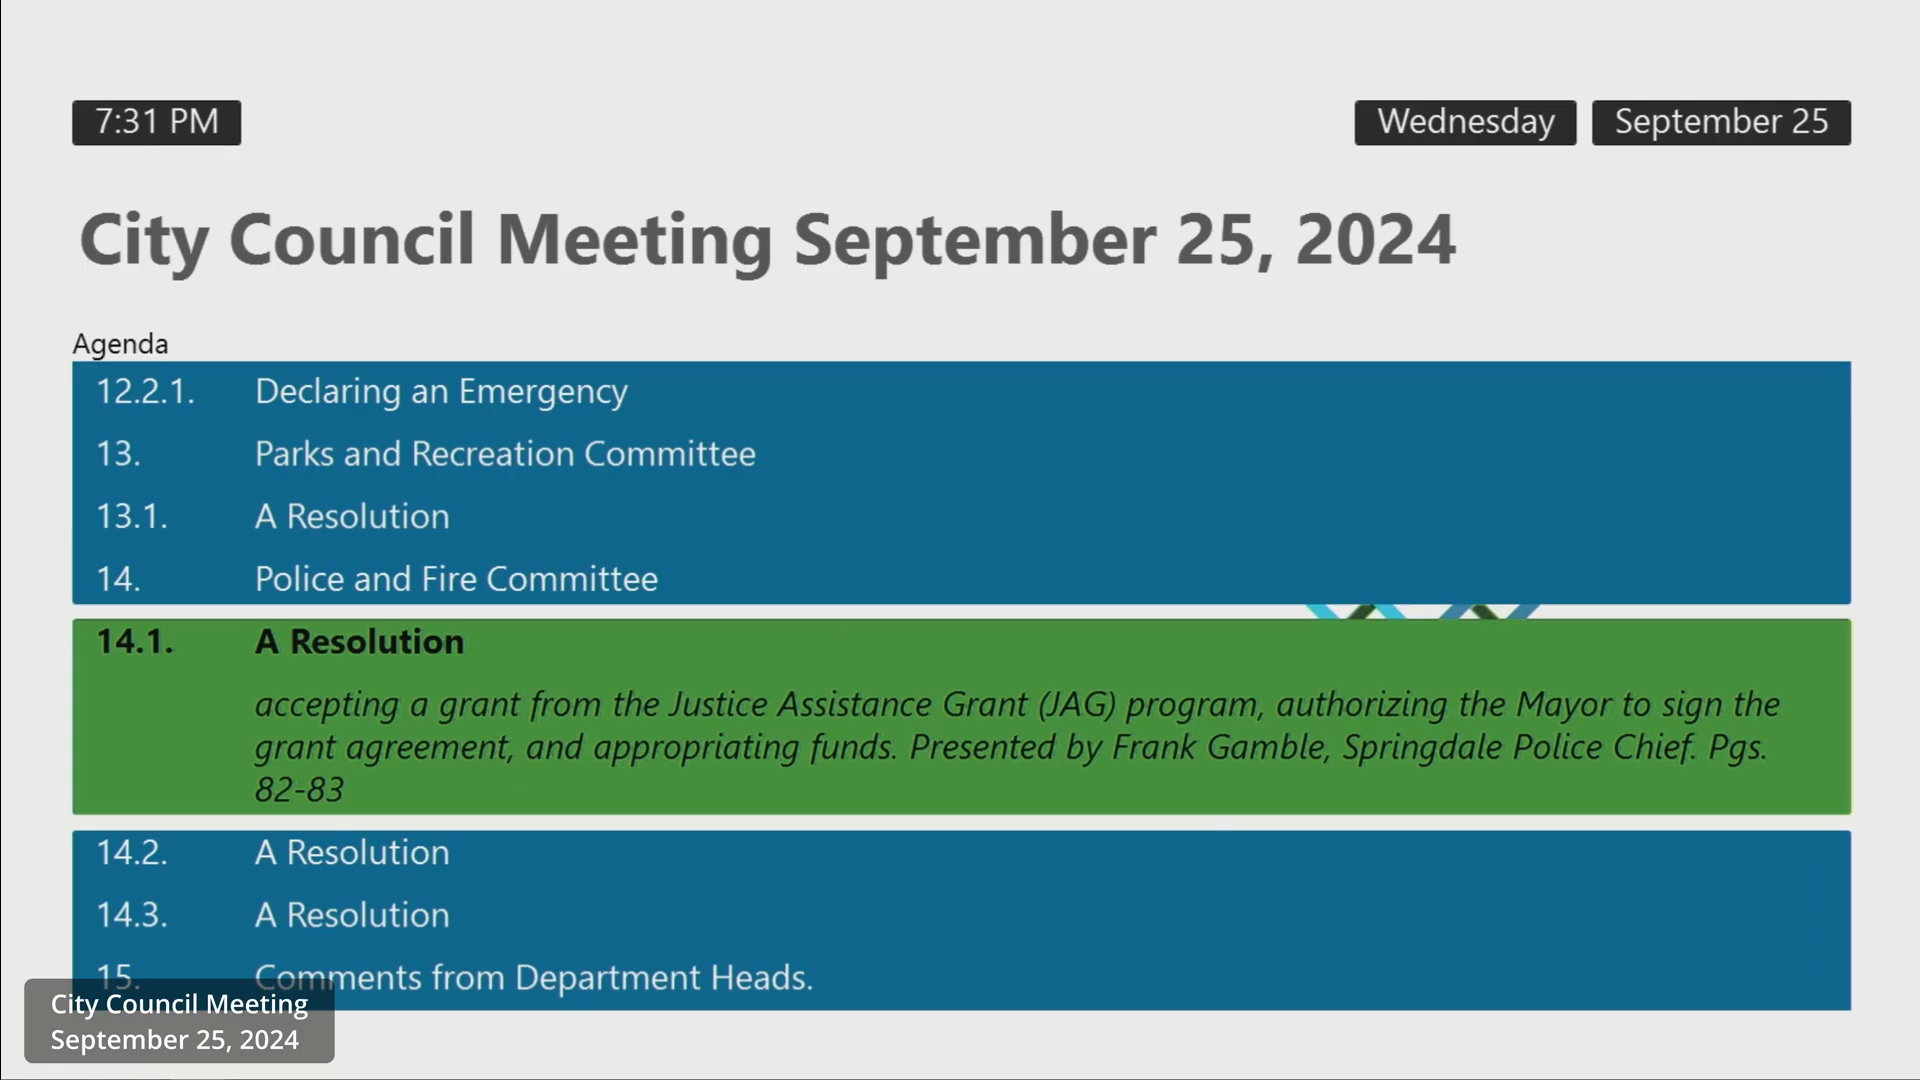 7:31 PM
Wednesday
September 25
City Council Meeting September 25, 2024
Agenda
12.2.1. Declaring an Emergency
13. Parks and Recreation Committee
13.1. A Resolution
14. Police and Fire Committee
14.1. A Resolution
accepting a grant from the Justice Assistance Grant (JAG) program, authorizing the Mayor to sign the
grant agreement, and appropriating funds. Presented by Frank Gamble, Springdale Police Chief. Pgs.
82-83
14.2. A Resolution
14.3. A Resolution
15. Comments from Department Heads.
City Council Meeting
September 25, 2024